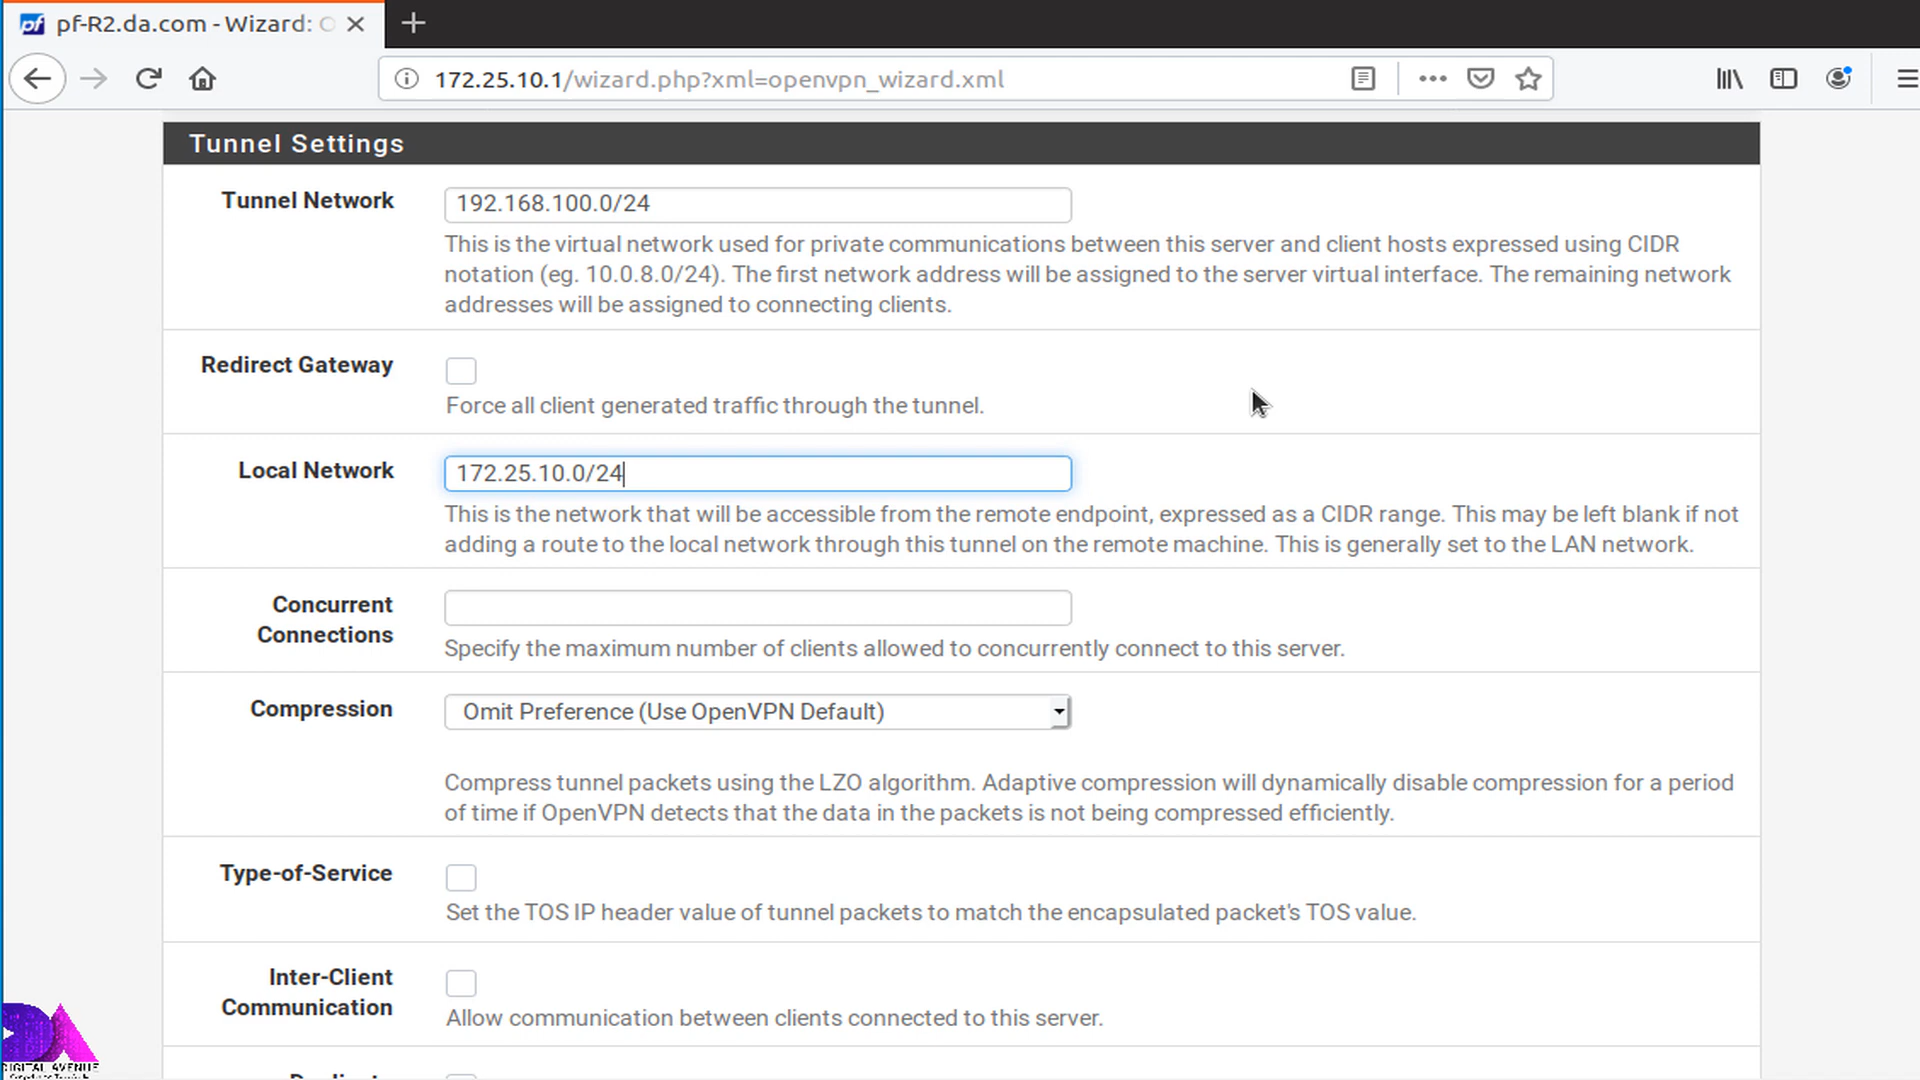 pf-R2.da.com - Wizard:
172.25.10.1/wizard.php?xml=openvpn_wizard.xml
Tunnel Settings
Tunnel Network
192.168.100.0/24
This is the virtual network used for private communications between this server and client hosts expressed using CIDR
notation (eg. 10.0.8.0/24). The first network address will be assigned to the server virtual interface. The remaining network
addresses will be assigned to connecting clients.
Redirect Gateway
Force all client generated traffic through the tunnel.
Local Network
172.25.10.0/24
This is the network that will be accessible from the remote endpoint, expressed as a CIDR range. This may be left blank if not
adding a route to the local network through this tunnel on the remote machine. This is generally set to the LAN network.
Concurrent
Connections
Specify the maximum number of clients allowed to concurrently connect to this server.
Compression
Omit Preference (Use OpenVPN Default)
Compress tunnel packets using the LZO algorithm. Adaptive compression will dynamically disable compression for a period
of time if OpenVPN detects that the data in the packets is not being compressed efficiently.
Type-of-Service
Set the TOS IP header value of tunnel packets to match the encapsulated packet's TOS value.
Inter-Client
Communication
Allow communication between clients connected to this server.
DIGITAL AVENUE